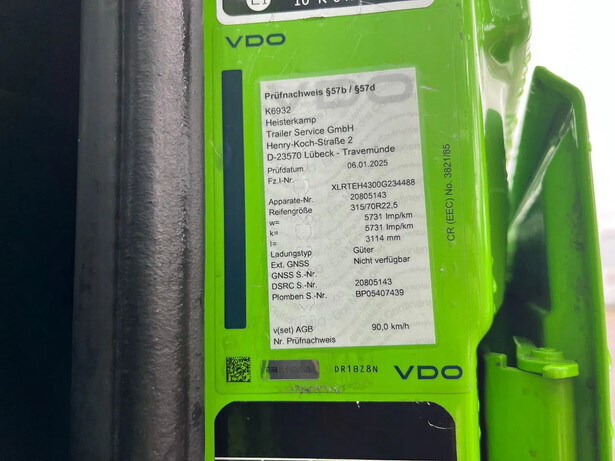 VDO
Prüfnachweis §57b / §57d
K6932
Heisterkamp
Trailer Service GmbH
Henry-Koch-Straße 2
D-23570 Lübeck - Travemünde
Prüfdatum 06.01.2025
Fz.I-Nr.
XLRTEH4300G234488
Apparate-Nr. 20805143
Reifengröße 315/70R22,5
w= 5731 Imp/km
k= 5731 Imp/km
l= 3114 mm
Ladungstyp Güter
Ext. GNSS Nicht verfügbar
GNSS S.-Nr.
DSRC S.-Nr. 20805143
Plomben S.-Nr. BP05407439
v(set) AGB 90,0 km/h
Nr. Prüfnachweis
CR (EEC) No. 3821/85
DR18Z8N
VDO